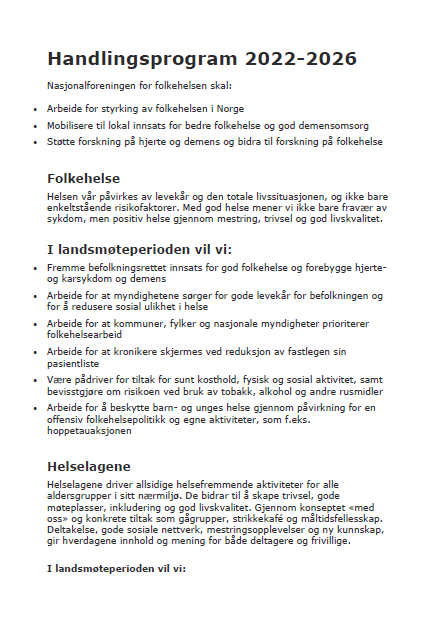 Handlingsprogram 2022-2026
Nasjonalforeningen for folkehelsen skal:
• Arbeide for styrking av folkehelsen i Norge
• Mobilisere til lokal innsats for bedre folkehelse og god demensomsorg
• Støtte forskning på hjerte og demens og bidra til forskning på folkehelse
Folkehelse
Helsen vår påvirkes av levekår og den totale livssituasjonen, og ikke bare
enkeltstående risikofaktorer. Med god helse mener vi ikke bare fravær av
sykdom, men positiv helse gjennom mestring, trivsel og god livskvalitet.
I landsmøteperioden vil vi:
• Fremme befolkningsrettet innsats for god folkehelse og forebygge hjerte-
og karsykdom og demens
• Arbeide for at myndighetene sørger for gode levekår for befolkningen og
for å redusere sosial ulikhet i helse
• Arbeide for at kommuner, fylker og nasjonale myndigheter prioriterer
folkehelsearbeid
• Arbeide for at kronikere skjermes ved reduksjon av fastlegen sin
pasientliste
• Være pådriver for tiltak for sunt kosthold, fysisk og sosial aktivitet, samt
bevisstgjøre om risikoen ved bruk av tobakk, alkohol og andre rusmidler
• Arbeide for å beskytte barn- og unges helse gjennom påvirkning for en
offensiv folkehelsepolitikk og egne aktiviteter, som f.eks.
hoppetauaksjonen
Helselagene
Helselagene driver allsidige helsefremmende aktiviteter for alle
aldersgrupper i sitt nærmiljø. De bidrar til å skape trivsel, gode
møteplasser, inkludering og god livskvalitet. Gjennom konseptet «med
oss» og konkrete tiltak som gågrupper, strikkekafé og måltidsfellesskap.
Deltakelse, gode sosiale nettverk, mestringsopplevelser og ny kunnskap,
gir hverdagene innhold og mening for både deltagere og frivillige.
I landsmøteperioden vil vi: